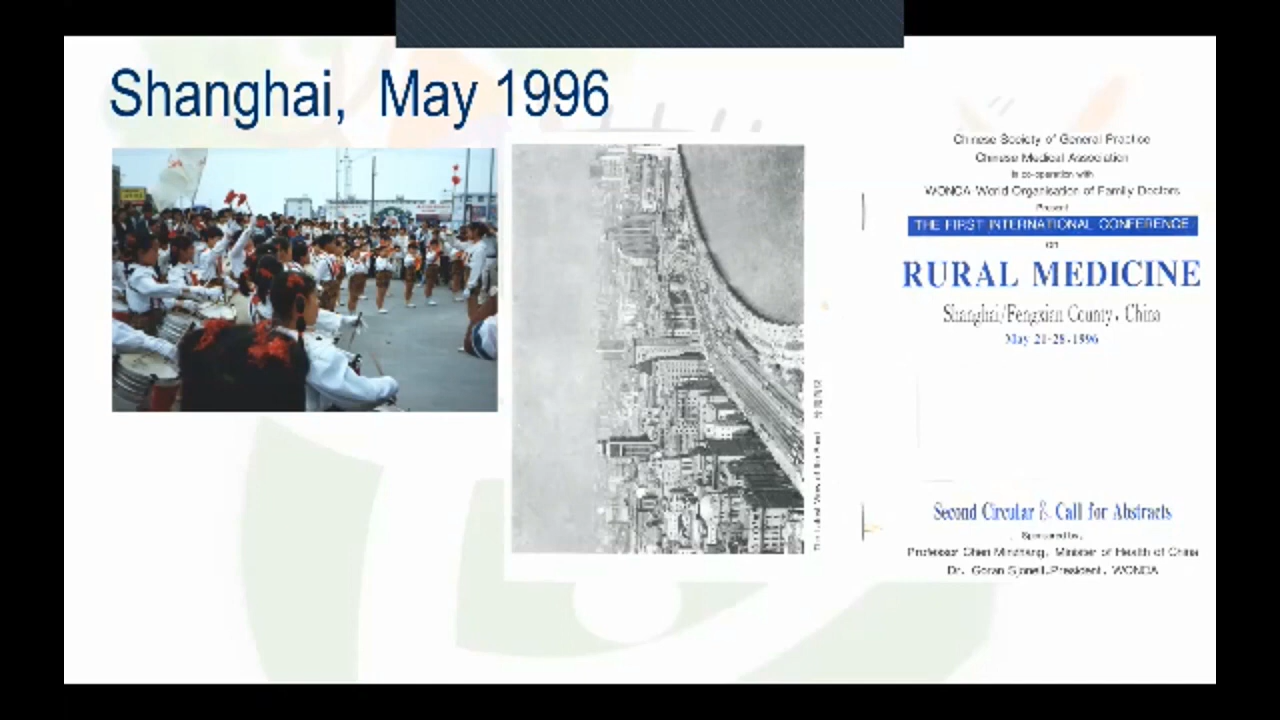 Shanghai, May 1996
Chinese Society of General Practice
Chinese Medical Association
in co-operation with
WONCA World Organisation of Family Doctors
Present
THE FIRST INTERNATIONAL CONFERENCE
on
RURAL MEDICINE
Shanghai/Fengxian County, China
May 21-28, 1996
Second Circular & Call for Abstracts
Sponsored by,
Professor Chen Minzhang, Minister of Health of China
Dr. Goran Sjonell, President, WONCA